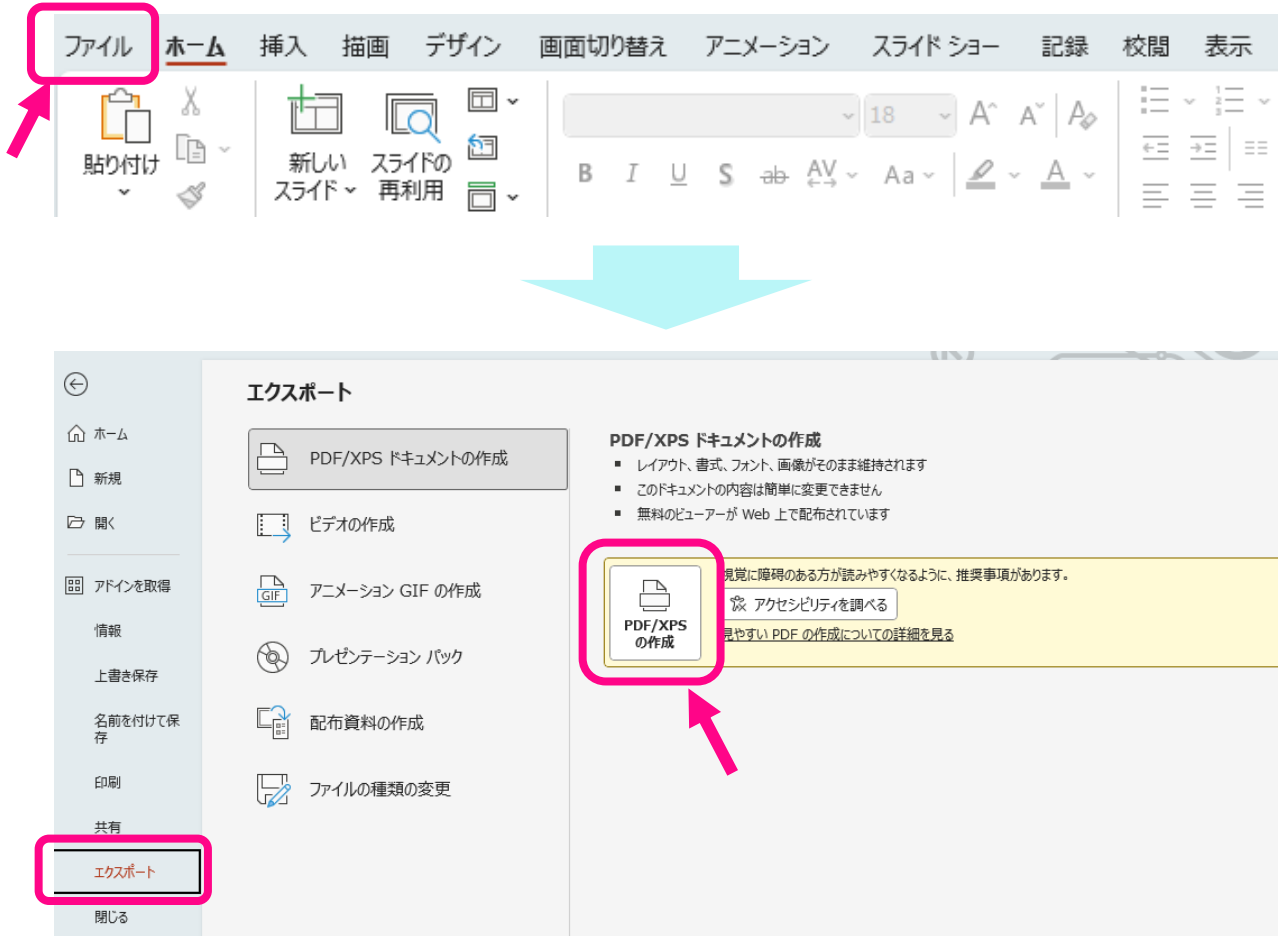 ファイル ホーム 挿入 描画 デザイン 画面切り替え アニメーション スライド ショー 記録 校閲 表示
貼り付け
新しい
スライド
スライドの
再利用
18
B I U S ab AV Aa A
エクスポート
ホーム
新規
開く
アドインを取得
情報
上書き保存
名前を付けて保
存
印刷
共有
エクスポート
閉じる
PDF/XPS ドキュメントの作成
ビデオの作成
GIF
アニメーション GIF の作成
プレゼンテーション パック
配布資料の作成
ファイルの種類の変更
PDF/XPS ドキュメントの作成
レイアウト、書式、フォント、画像がそのまま維持されます
このドキュメントの内容は簡単に変更できません
無料のビューアーが Web 上で配布されています
PDF/XPS
の作成
視覚に障碍のある方が読みやすくなるように、推奨事項があります。
アクセシビリティを調べる
見やすい PDF の作成についての詳細を見る